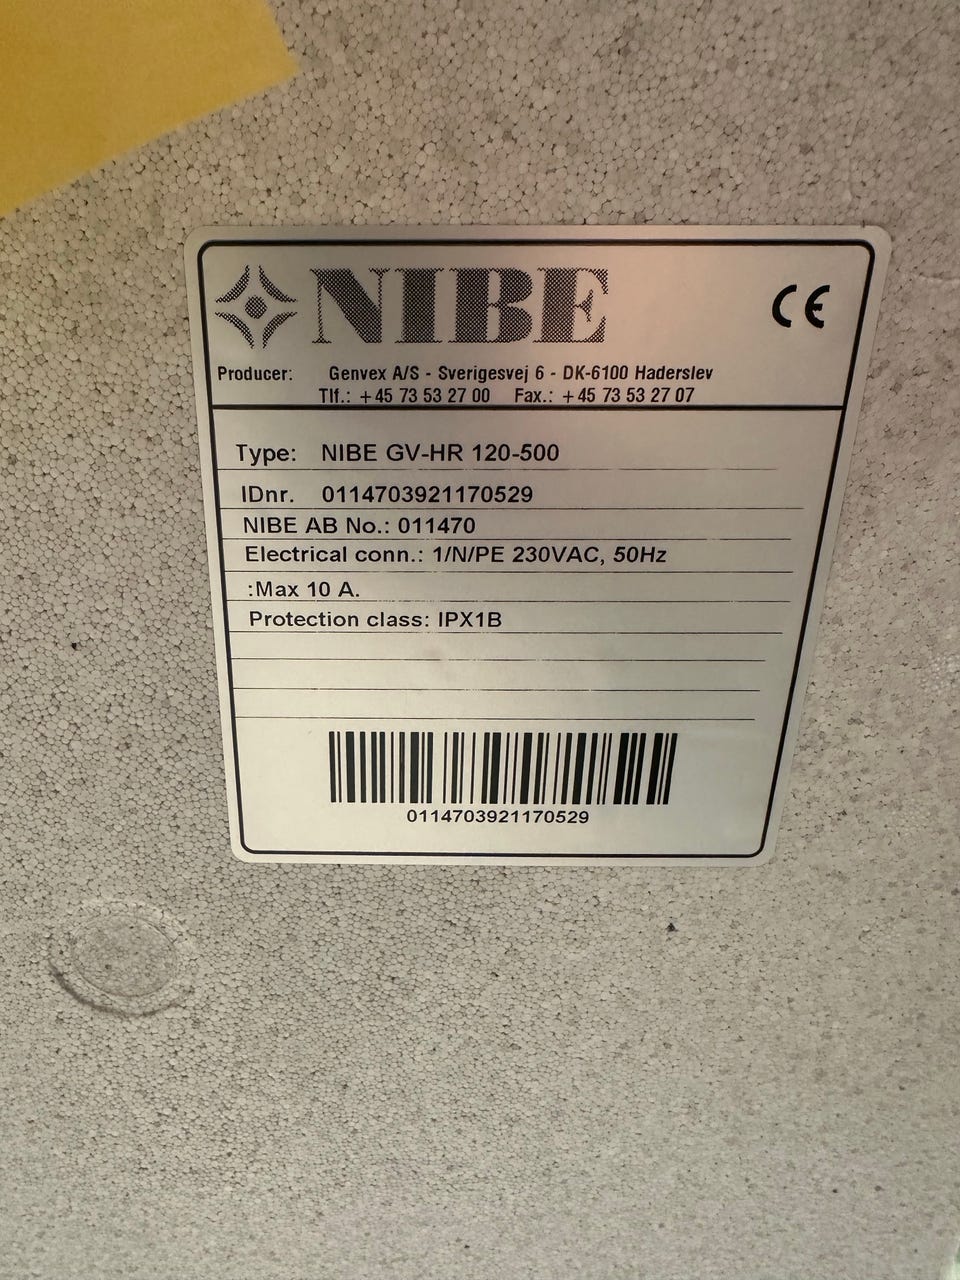 NIBE CE
Producer: Genvex A/S - Sverigesvej 6 - DK-6100 Haderslev
Tlf.: +45 73 53 27 00 Fax.: +45 73 53 27 07
Type: NIBE GV-HR 120-500
IDnr. 0114703921170529
NIBE AB No.: 011470
Electrical conn.: 1/N/PE 230VAC, 50Hz
:Max 10 A.
Protection class: IPX1B
0114703921170529